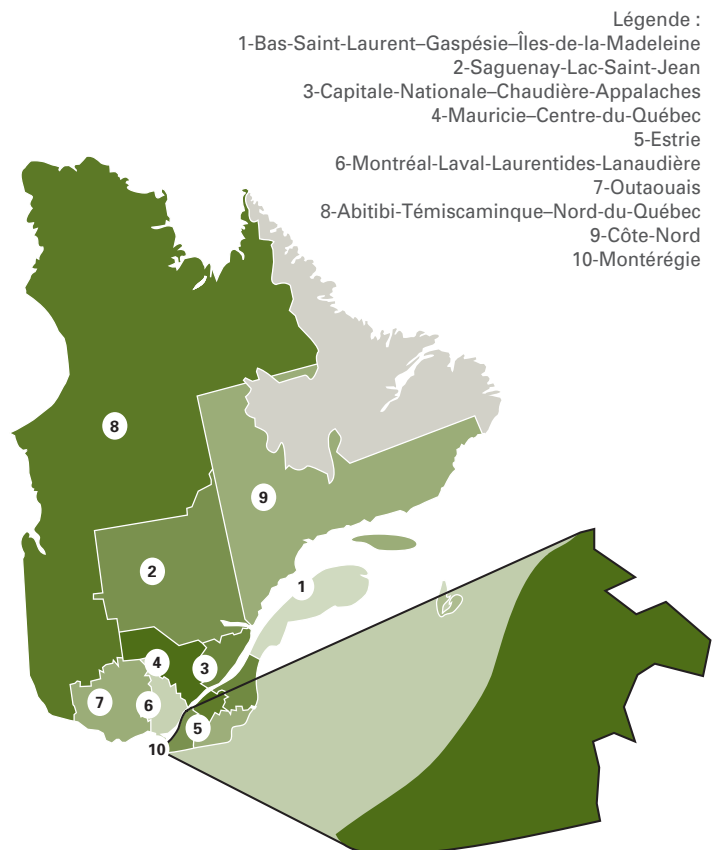 Légende :
1-Bas-Saint-Laurent–Gaspésie–Îles-de-la-Madeleine
2-Saguenay-Lac-Saint-Jean
3-Capitale-Nationale–Chaudière-Appalaches
4-Mauricie–Centre-du-Québec
5-Estrie
6-Montréal-Laval-Laurentides-Lanaudière
7-Outaouais
8-Abitibi-Témiscaminque–Nord-du-Québec
9-Côte-Nord
10-Montérégie
8
9
2
1
4
3
7
6
5
10